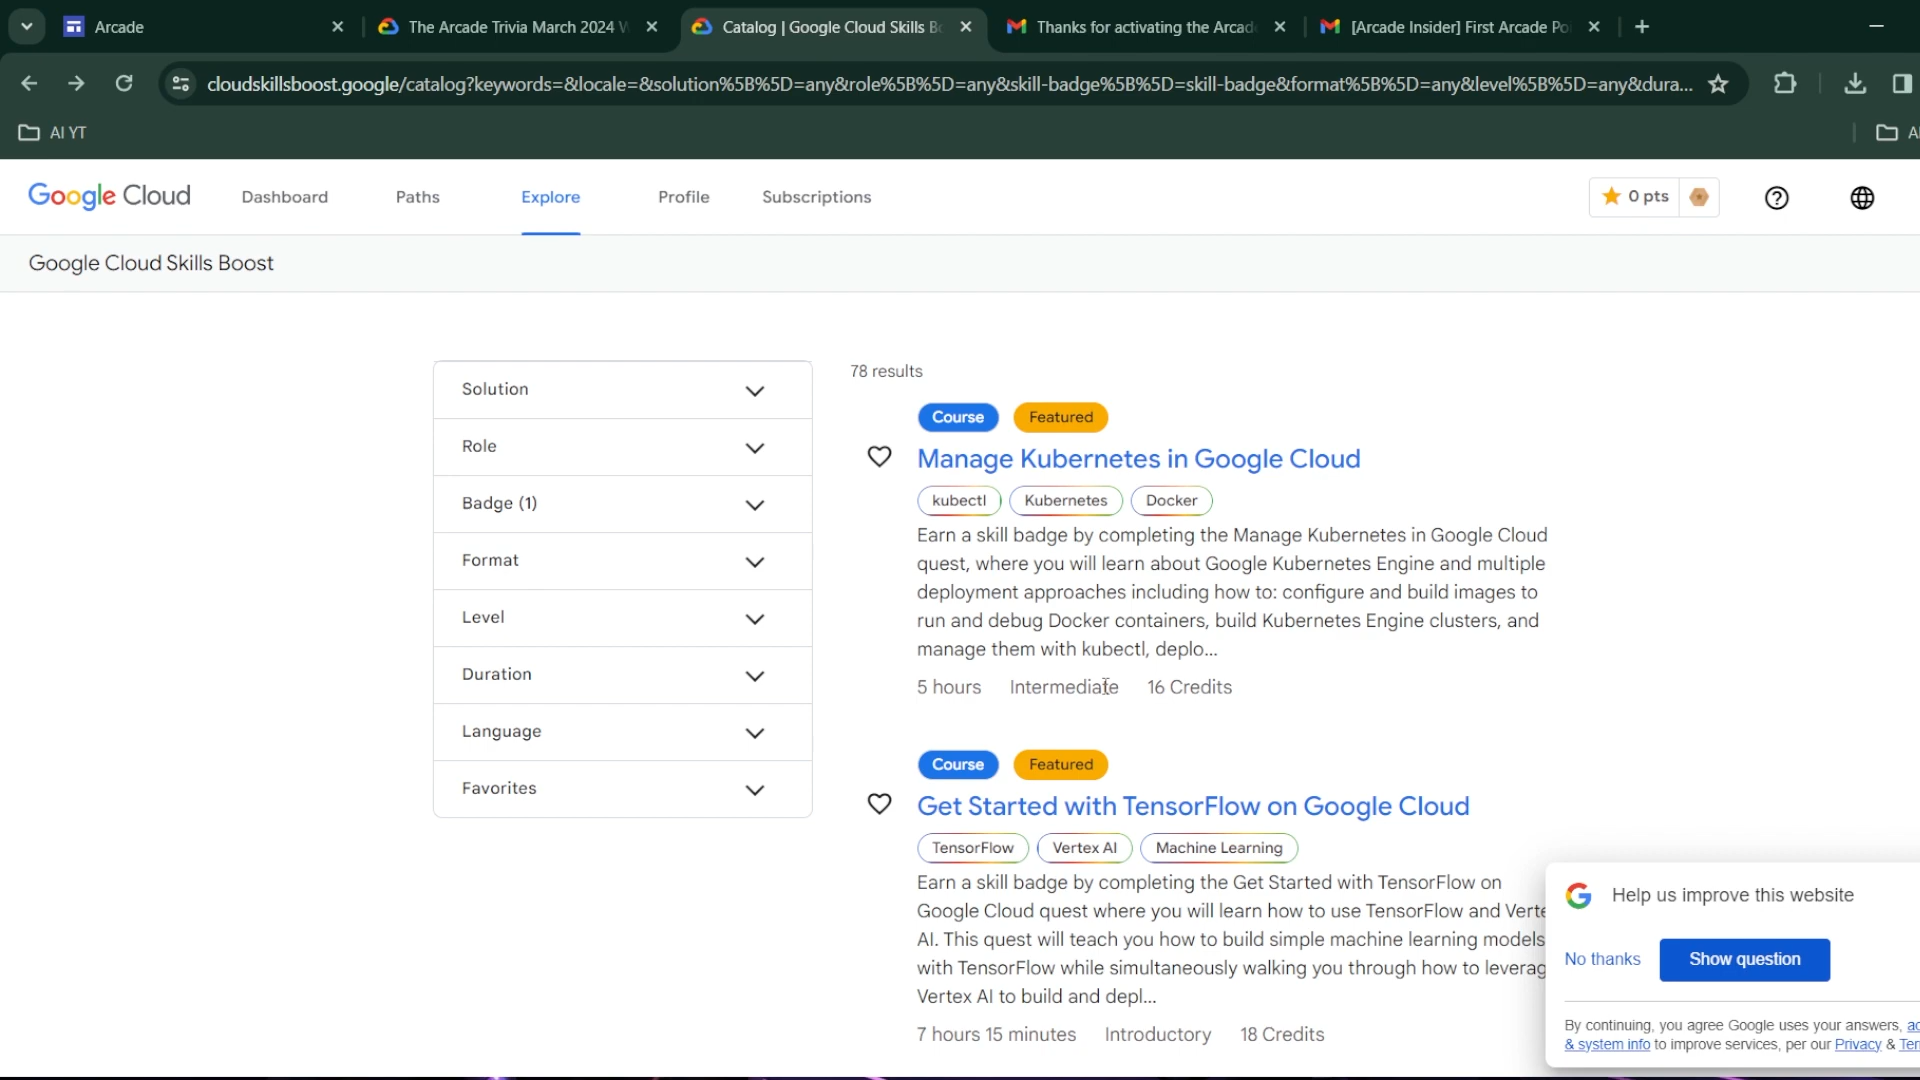 Arcade
The Arcade Trivia March 2024 W
Catalog | Google Cloud Skills Bo
Thanks for activating the Arcade
[Arcade Insider] First Arcade Poi
cloudskillsboost.google/catalog?keywords=&locale=&solution%5B%5D=any&role%5B%5D=any&skill-badge%5B%5D=skill-badge&format%5B%5D=any&level%5B%5D=any&dura...
AI YT
Google Cloud
Dashboard
Paths
Explore
Profile
Subscriptions
0 pts
Google Cloud Skills Boost
Solution
Role
Badge (1)
Format
Level
Duration
Language
Favorites
78 results
Course Featured
Manage Kubernetes in Google Cloud
kubectl Kubernetes Docker
Earn a skill badge by completing the Manage Kubernetes in Google Cloud
quest, where you will learn about Google Kubernetes Engine and multiple
deployment approaches including how to: configure and build images to
run and debug Docker containers, build Kubernetes Engine clusters, and
manage them with kubectl, deplo...
5 hours Intermediate 16 Credits
Course Featured
Get Started with TensorFlow on Google Cloud
TensorFlow Vertex AI Machine Learning
Earn a skill badge by completing the Get Started with TensorFlow on
Google Cloud quest where you will learn how to use TensorFlow and Verte
AI. This quest will teach you how to build simple machine learning models
with TensorFlow while simultaneously walking you through how to leverag
Vertex AI to build and depl...
7 hours 15 minutes Introductory 18 Credits
Help us improve this website
No thanks
Show question
By continuing, you agree Google uses your answers, ac
& system info to improve services, per our Privacy & Ter